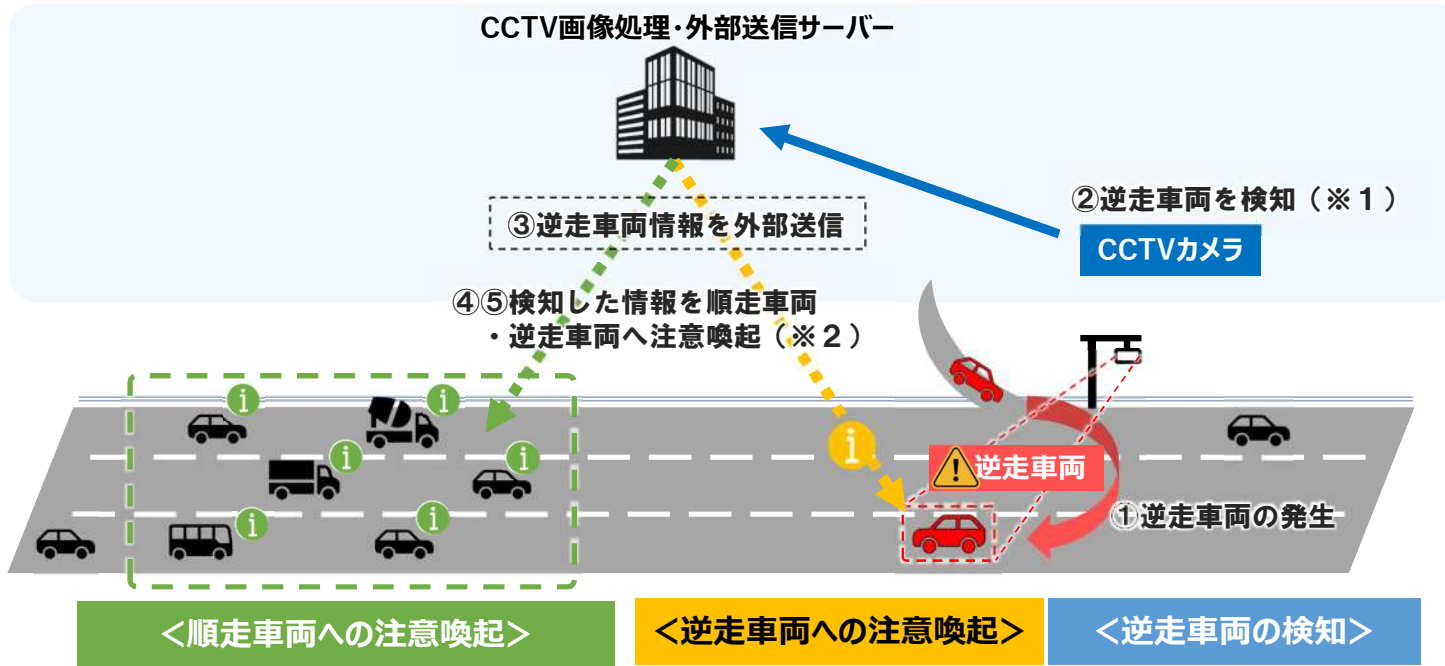 CCTV画像処理・外部送信サーバー
②逆走車両を検知（※１）
CCTVカメラ
③逆走車両情報を外部送信
④⑤検知した情報を順走車両
・逆走車両へ注意喚起（※２）
i
i
i
i
i
i
i
!
逆走車両
①逆走車両の発生
＜順走車両への注意喚起＞
＜逆走車両への注意喚起＞
＜逆走車両の検知＞